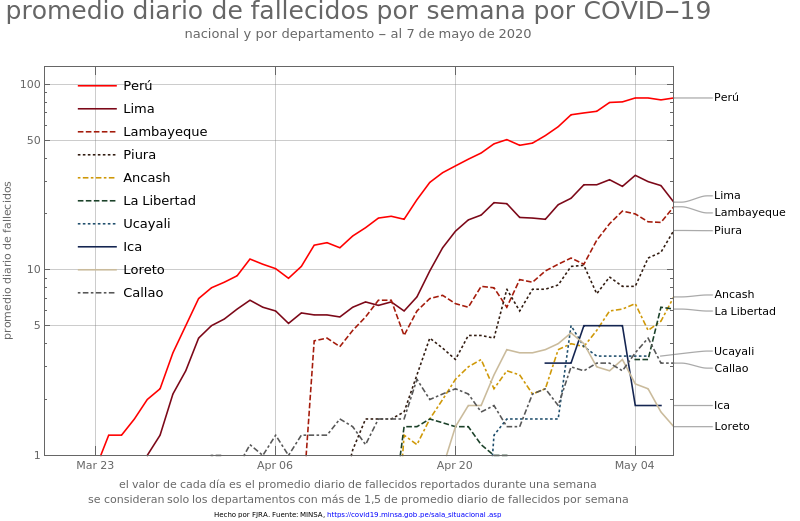 promedio diario de fallecidos por semana por COVID−19
nacional y por departamento − al 7 de mayo de 2020
promedio diario de fallecidos
100
50
10
5
1
Perú
Lima
Lambayeque
Piura
Ancash
La Libertad
Ucayali
Ica
Loreto
Callao
Perú
Lima
Lambayeque
Piura
Ancash
La Libertad
Ucayali
Callao
Ica
Loreto
Mar 23
Apr 06
Apr 20
May 04
el valor de cada día es el promedio diario de fallecidos reportados durante una semana
se consideran solo los departamentos con más de 1,5 de promedio diario de fallecidos por semana
Hecho por FJRA. Fuente: MINSA, https://covid19.minsa.gob.pe/sala_situacional.asp